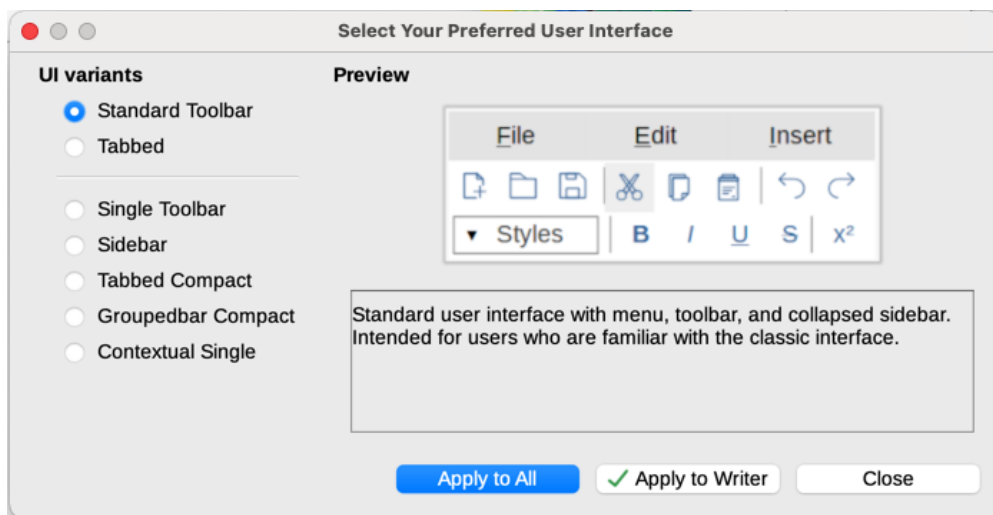 Select Your Preferred User Interface
UI variants
Standard Toolbar
Tabbed
Single Toolbar
Sidebar
Tabbed Compact
Groupedbar Compact
Contextual Single
Preview
File Edit Insert
Styles B I U S x²
Standard user interface with menu, toolbar, and collapsed sidebar.
Intended for users who are familiar with the classic interface.
Apply to All Apply to Writer Close